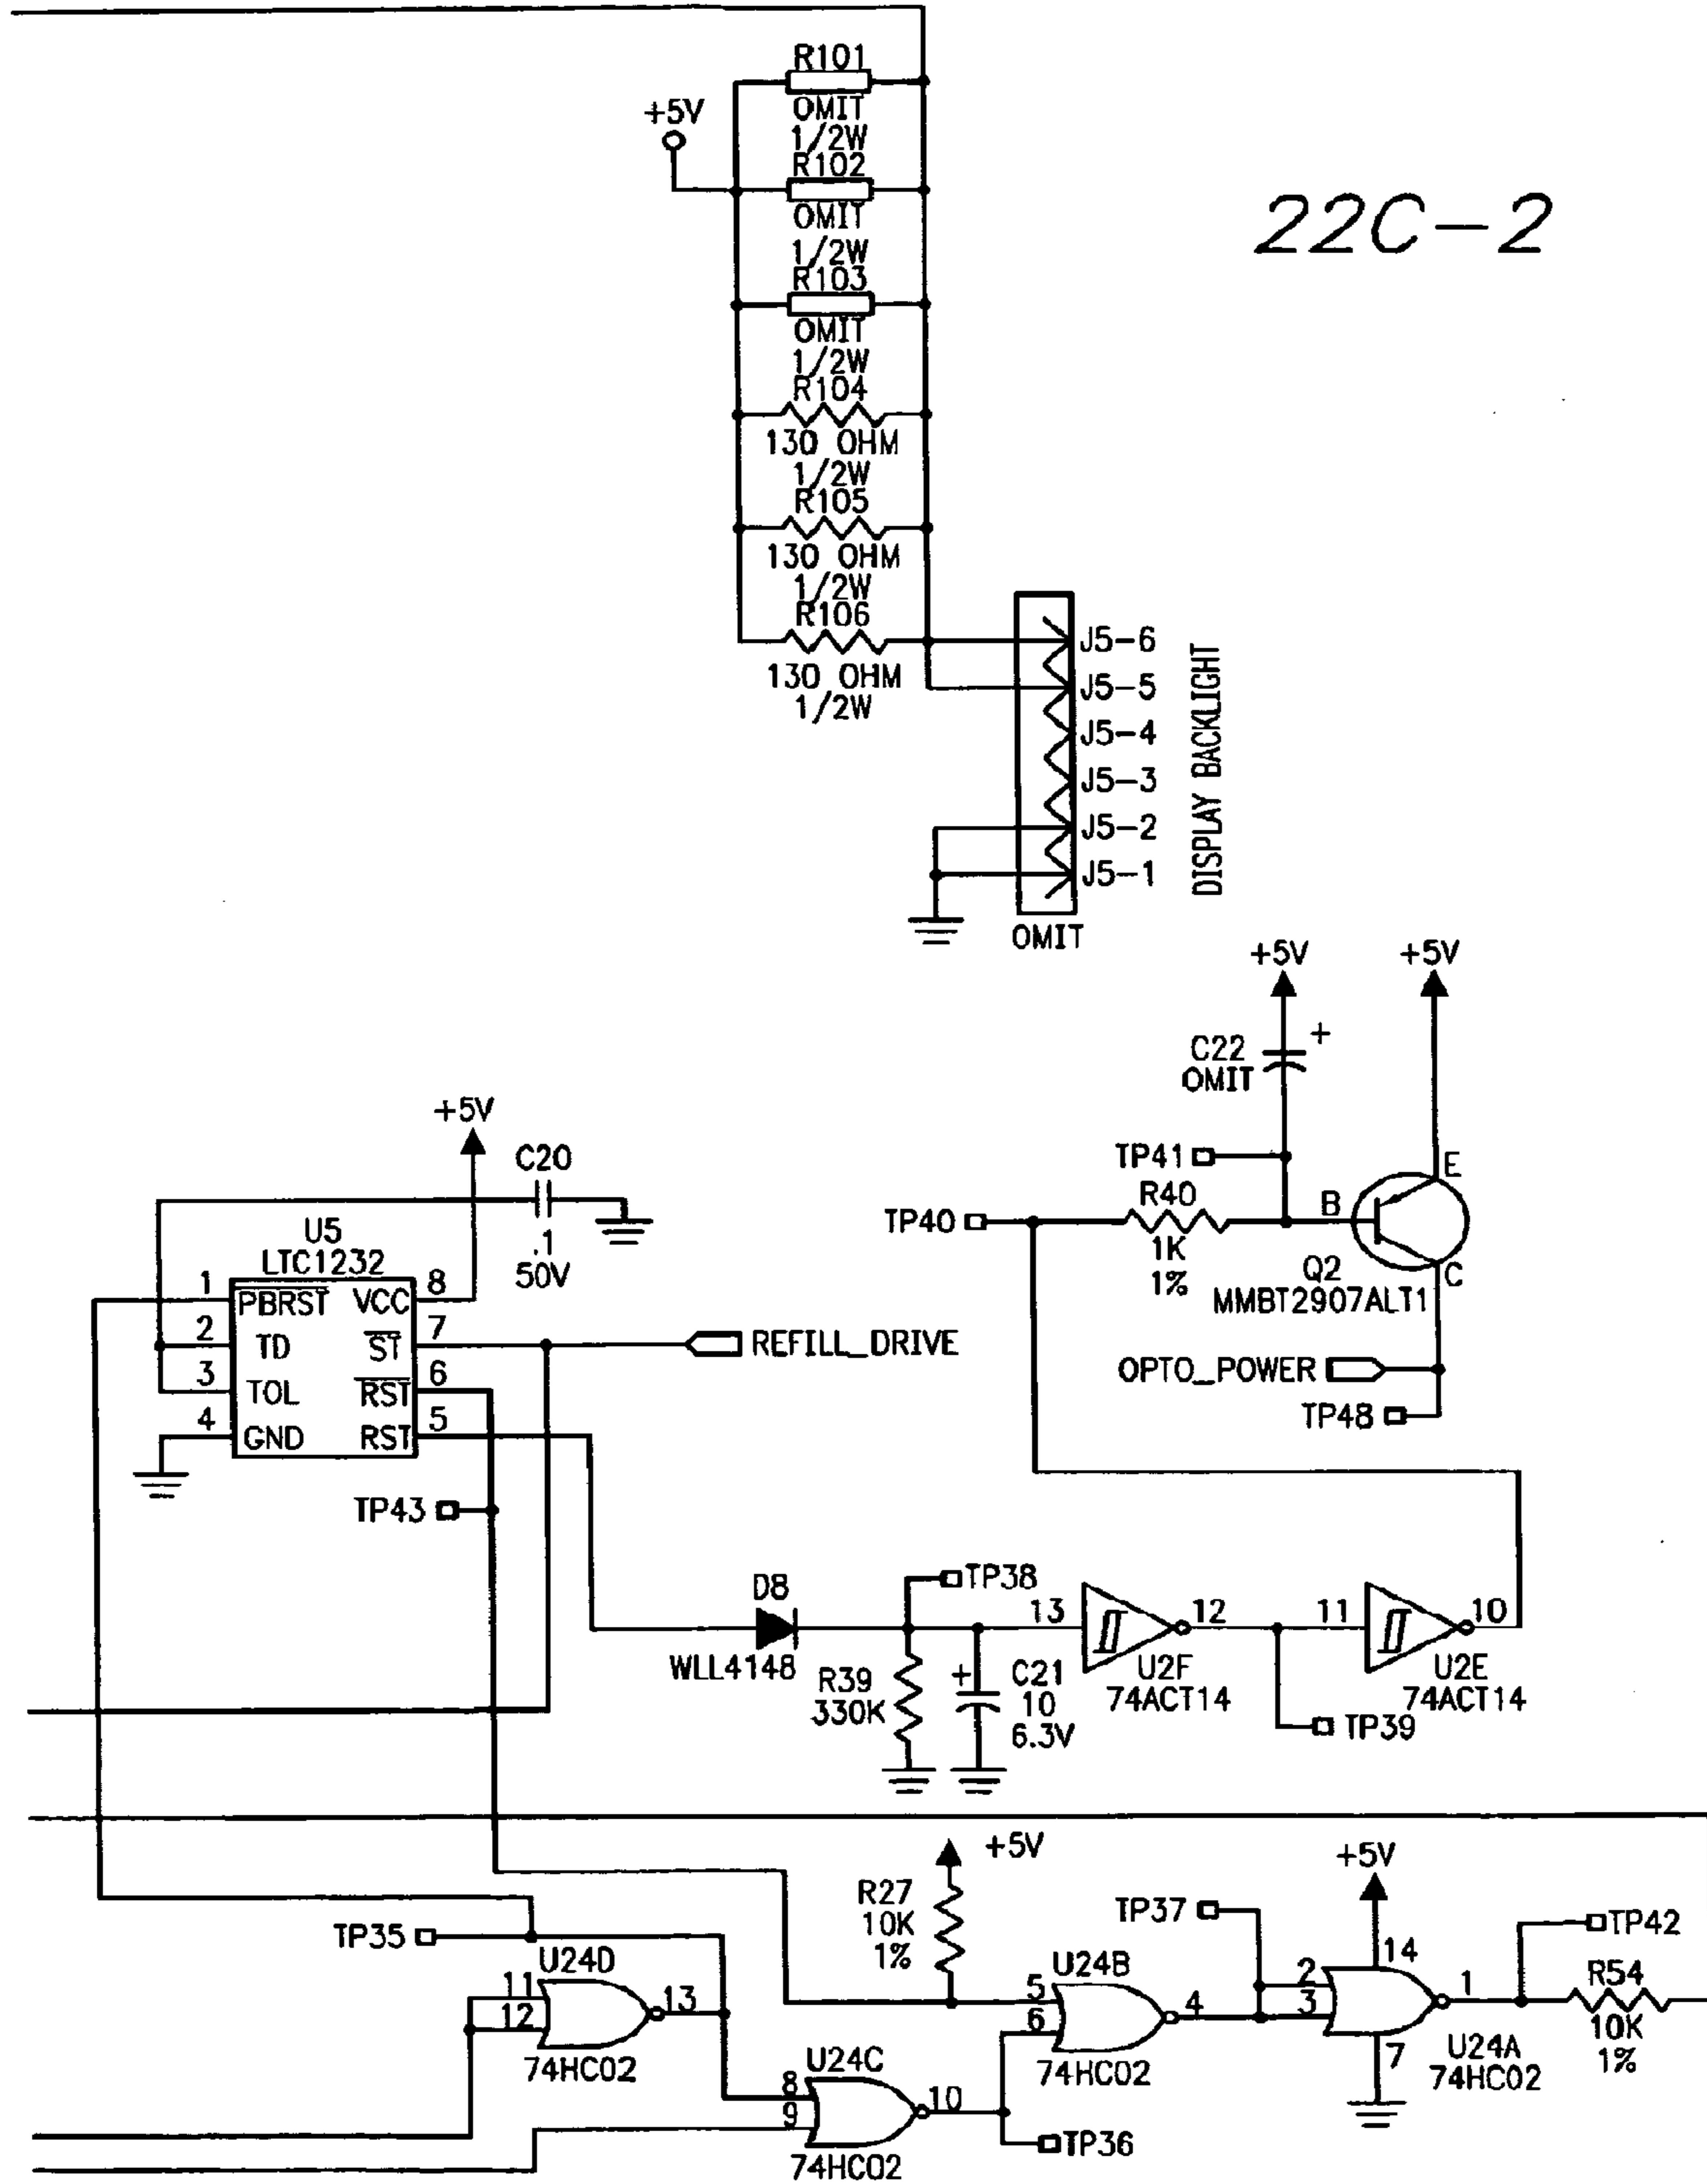 R101
OMIT
1/2W
+5V
R102
OMIT
1/2W
22C-2
R103
OMIT
1/2W
R104
130 OHM
1/2W
R105
130 OHM
1/2W
R106
130 OHM
1/2W
J5-6
J5-5
J5-4
J5-3
J5-2
J5-1
DISPLAY BACKLIGHT
OMIT
+5V
+5V
+
C22
OMIT
+5V
C20
.1
50V
TP41
E
R40
B
TP40
1K
1%
Q2
C
MMBT2907ALT1
U5
LTC1232
1
PBRST
VCC
8
2
TD
ST
7
3
TOL
RST
6
4
GND
RST
5
REFILL_DRIVE
OPTO_POWER
TP48
TP43
D8
WLL4148
TP38
13
12
11
10
R39
330K
+
C21
10
6.3V
U2F
74ACT14
U2E
74ACT14
TP39
+5V
R27
10K
1%
+5V
TP37
TP42
TP35
U24D
11
12
13
74HC02
U24B
5
6
4
74HC02
14
2
3
1
7
U24A
74HC02
R54
10K
1%
U24C
8
9
10
74HC02
TP36